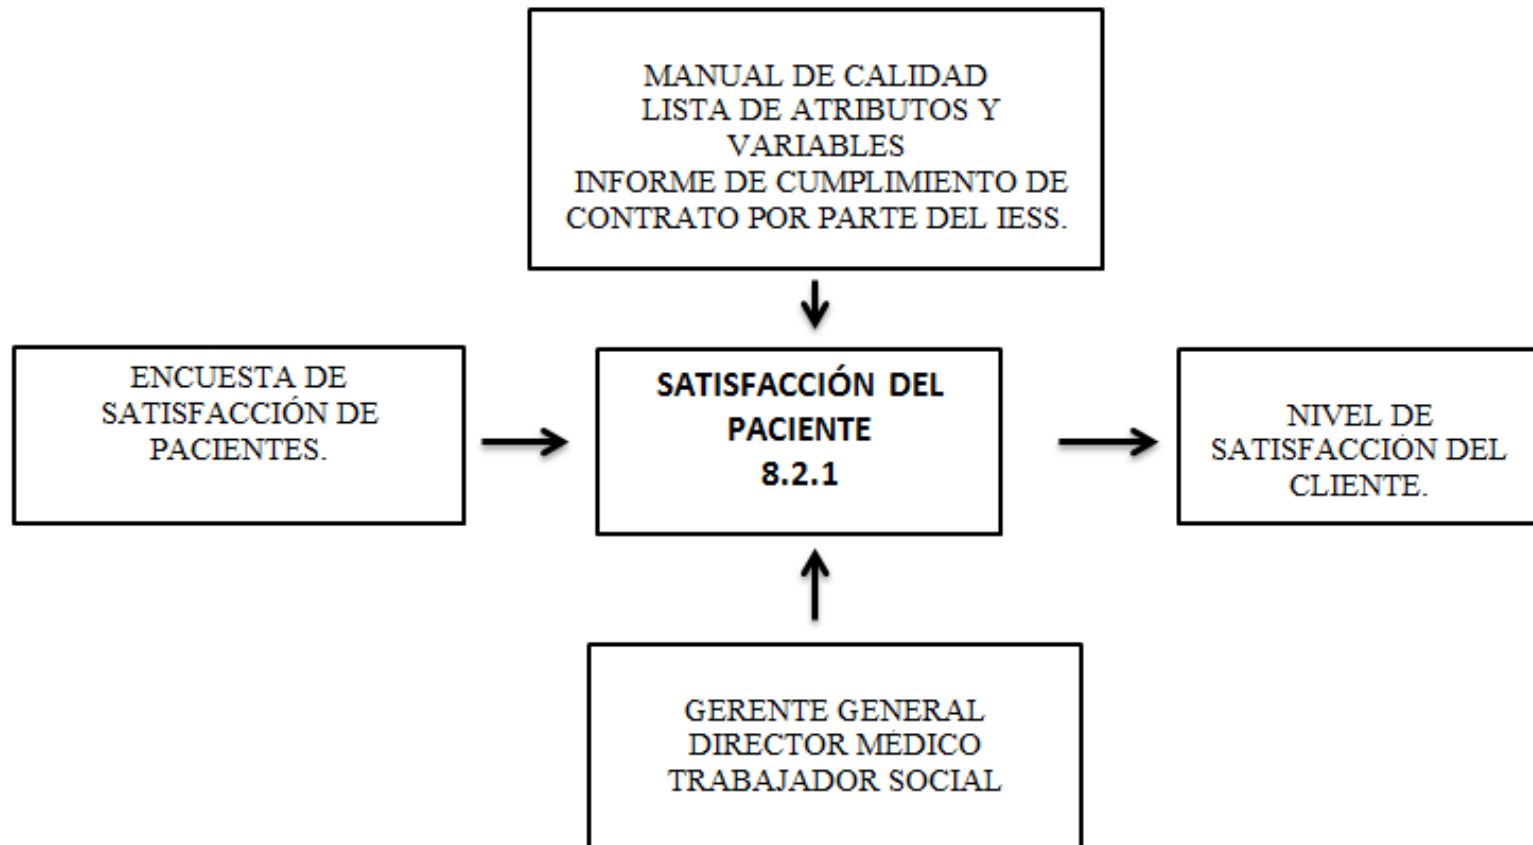 MANUAL DE CALIDAD
LISTA DE ATRIBUTOS Y
VARIABLES
INFORME DE CUMPLIMIENTO DE
CONTRATO POR PARTE DEL IESS.
ENCUESTA DE
SATISFACCIÓN DE
PACIENTES.
SATISFACCIÓN DEL
PACIENTE
8.2.1
NIVEL DE
SATISFACCIÓN DEL
CLIENTE.
GERENTE GENERAL
DIRECTOR MÉDICO
TRABAJADOR SOCIAL